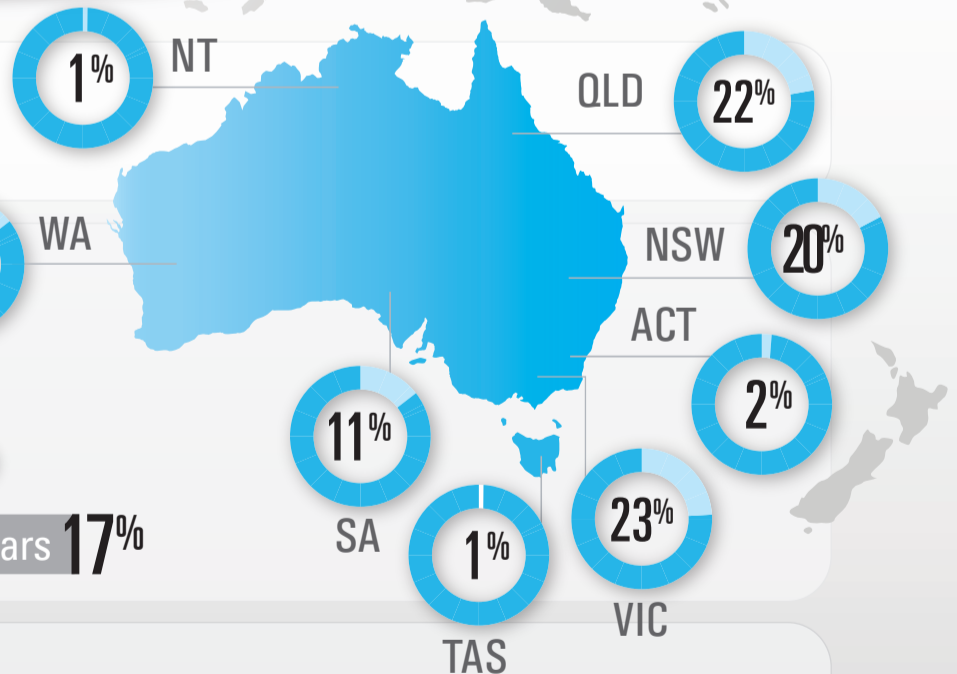 NT
1%
QLD
22%
WA
NSW
20%
ACT
2%
11%
SA
ars 17%
1%
TAS
23%
VIC